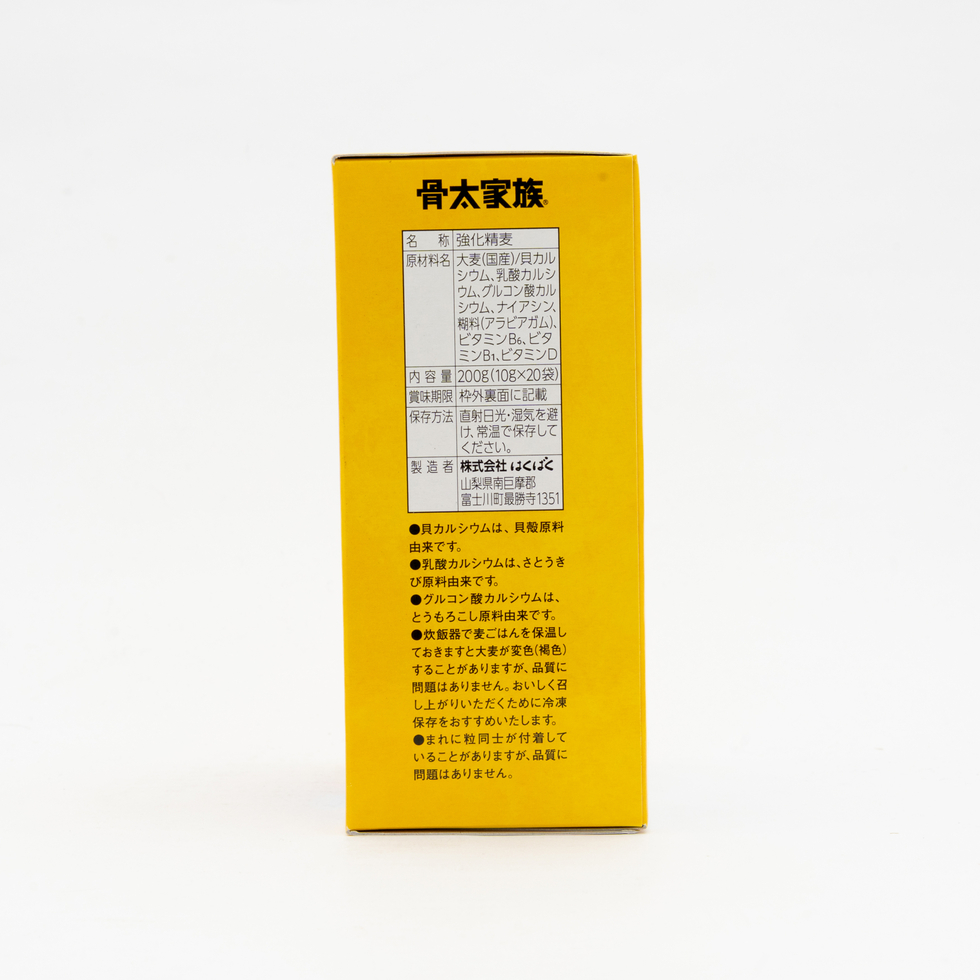 骨太家族®
名称 強化精麦
原材料名 大麦(国産)/貝カル
シウム、乳酸カルシ
ウム、グルコン酸カル
シウム、ナイアシン、
糊料(アラビアガム)、
ビタミンB₆、ビタ
ミンB₁、ビタミンD
内容量 200g(10g×20袋)
賞味期限 枠外裏面に記載
保存方法 直射日光・湿気を避
け、常温で保存して
ください。
製造者 株式会社 はくばく
山梨県南巨摩郡
富士川町最勝寺1351
●貝カルシウムは、貝殻原料
由来です。
●乳酸カルシウムは、さとうき
び原料由来です。
●グルコン酸カルシウムは、
とうもろこし原料由来です。
●炊飯器で麦ごはんを保温し
ておきますと大麦が変色(褐色)
することがありますが、品質に
問題はありません。おいしく召
し上がりいただくために冷凍
保存をおすすめいたします。
●まれに粒同士が付着して
いることがありますが、品質に
問題はありません。